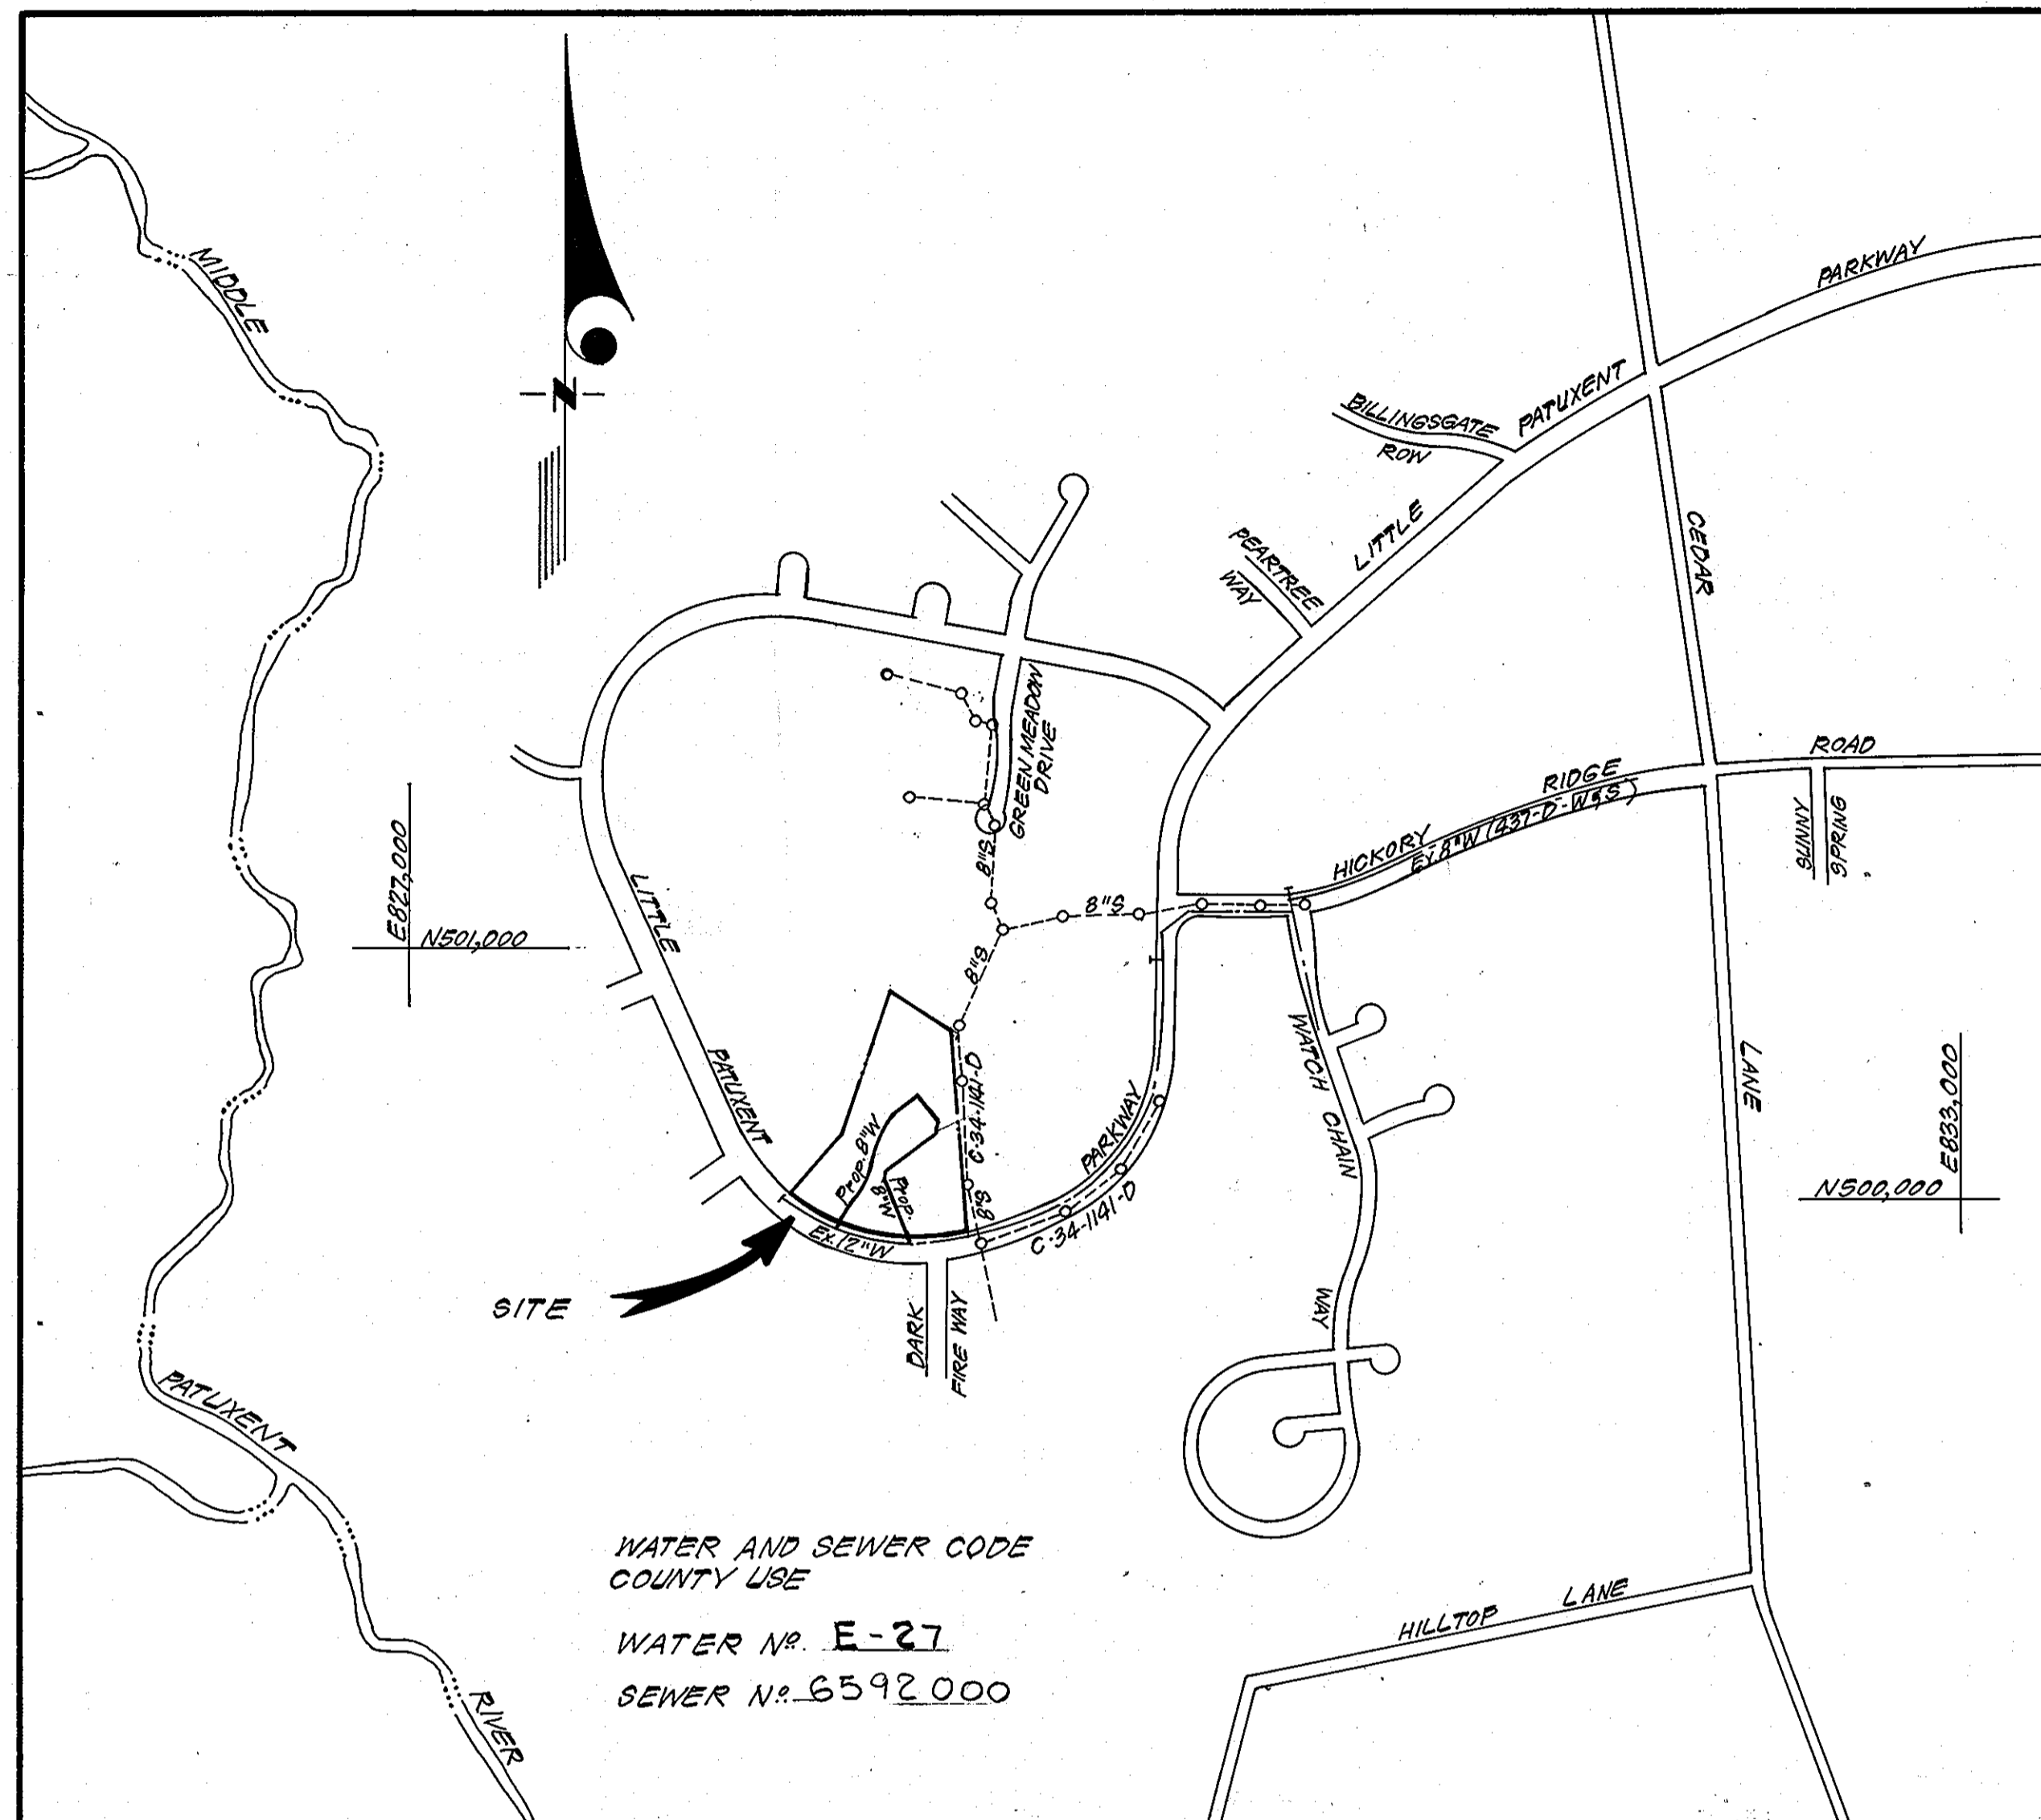 MIDDLE
N
PARKWAY
PATUXENT
BILLINGSGATE
ROW
LITTLE
PEARTREE
WAY
CEDAR
GREEN MEADOW
DRIVE
ROAD
RIDGE
HICKORY
Ex. 8"W (437-D-W&S)
SUNNY
SPRING
E827,000
N501,000
LITTLE
8"S
8"S
8"S
WATCH CHAIN
LANE
E833,000
N500,000
PATUXENT
C-34-1141-D
PARKWAY
Prop. 8"W
Prop.
8"W
8"S
Ex. 12"W
C-34-1141-D
SITE
DARK
FIRE WAY
WAY
PATUXENT
WATER AND SEWER CODE
COUNTY USE
WATER Nº. E-27
SEWER Nº. 6592000
HILLTOP LANE
RIVER